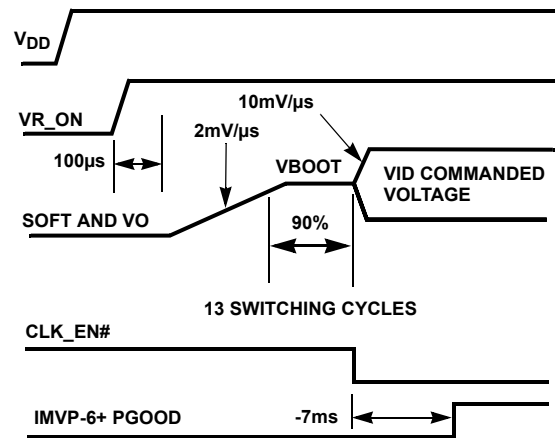 VDD
VR_ON
100µs
2mV/µs
10mV/µs
VBOOT
VID COMMANDED
VOLTAGE
SOFT AND VO
90%
13 SWITCHING CYCLES
CLK_EN#
IMVP-6+ PGOOD
-7ms